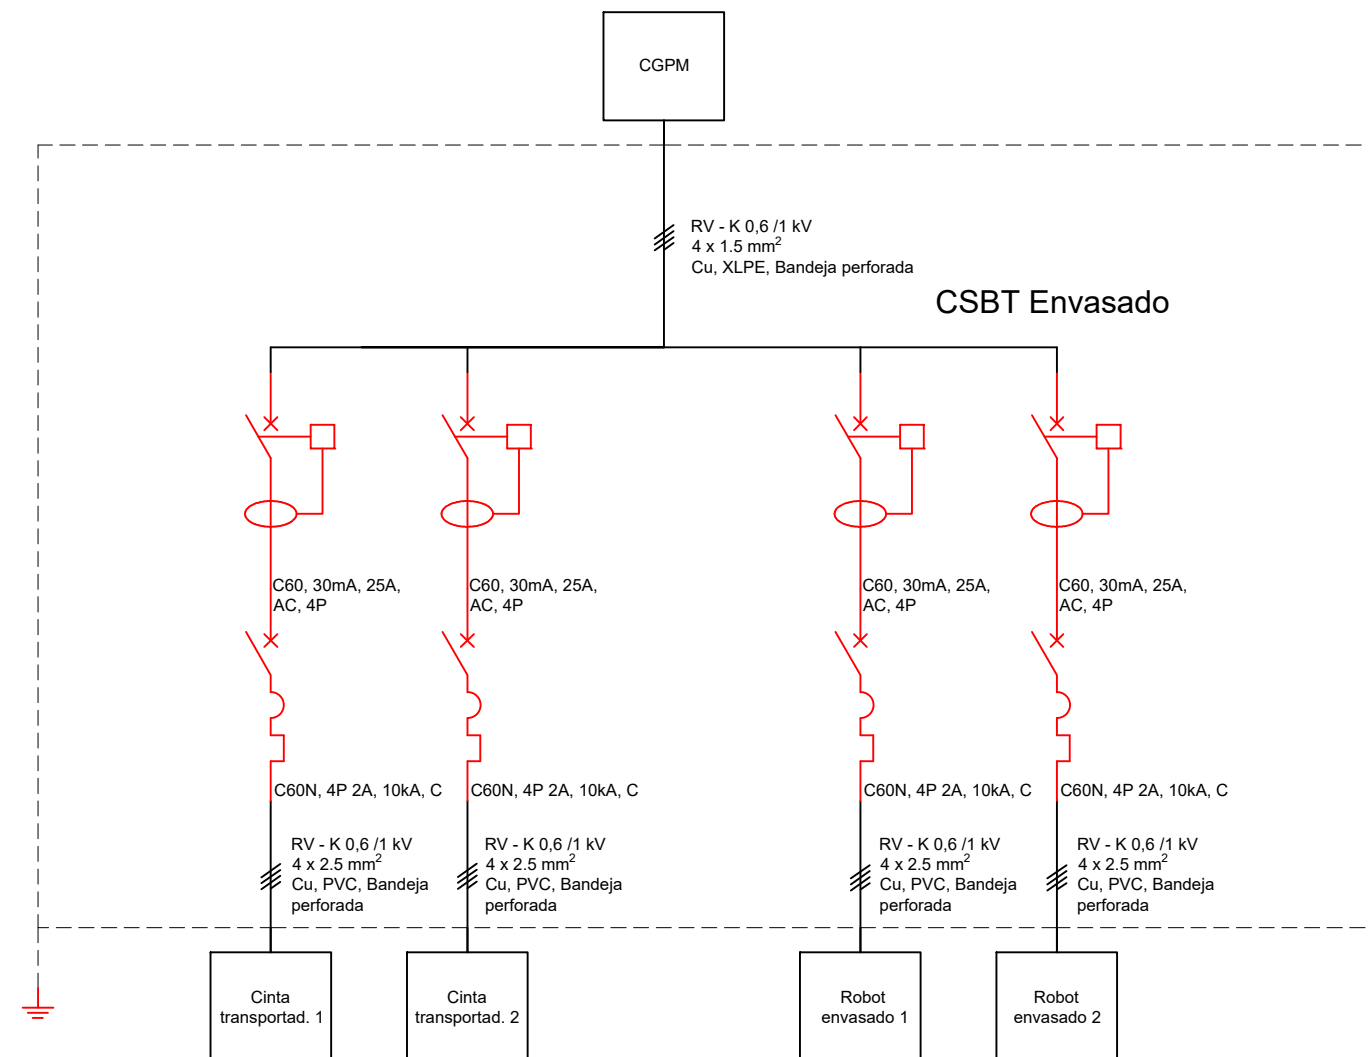 CGPM
RV - K 0,6 /1 kV
4 x 1.5 mm²
Cu, XLPE, Bandeja perforada
CSBT Envasado
C60, 30mA, 25A,
AC, 4P
C60, 30mA, 25A,
AC, 4P
C60, 30mA, 25A,
AC, 4P
C60, 30mA, 25A,
AC, 4P
C60N, 4P 2A, 10kA, C
C60N, 4P 2A, 10kA, C
C60N, 4P 2A, 10kA, C
C60N, 4P 2A, 10kA, C
RV - K 0,6 /1 kV
4 x 2.5 mm²
Cu, PVC, Bandeja
perforada
RV - K 0,6 /1 kV
4 x 2.5 mm²
Cu, PVC, Bandeja
perforada
RV - K 0,6 /1 kV
4 x 2.5 mm²
Cu, PVC, Bandeja
perforada
RV - K 0,6 /1 kV
4 x 2.5 mm²
Cu, PVC, Bandeja
perforada
Cinta
transportad. 1
Cinta
transportad. 2
Robot
envasado 1
Robot
envasado 2